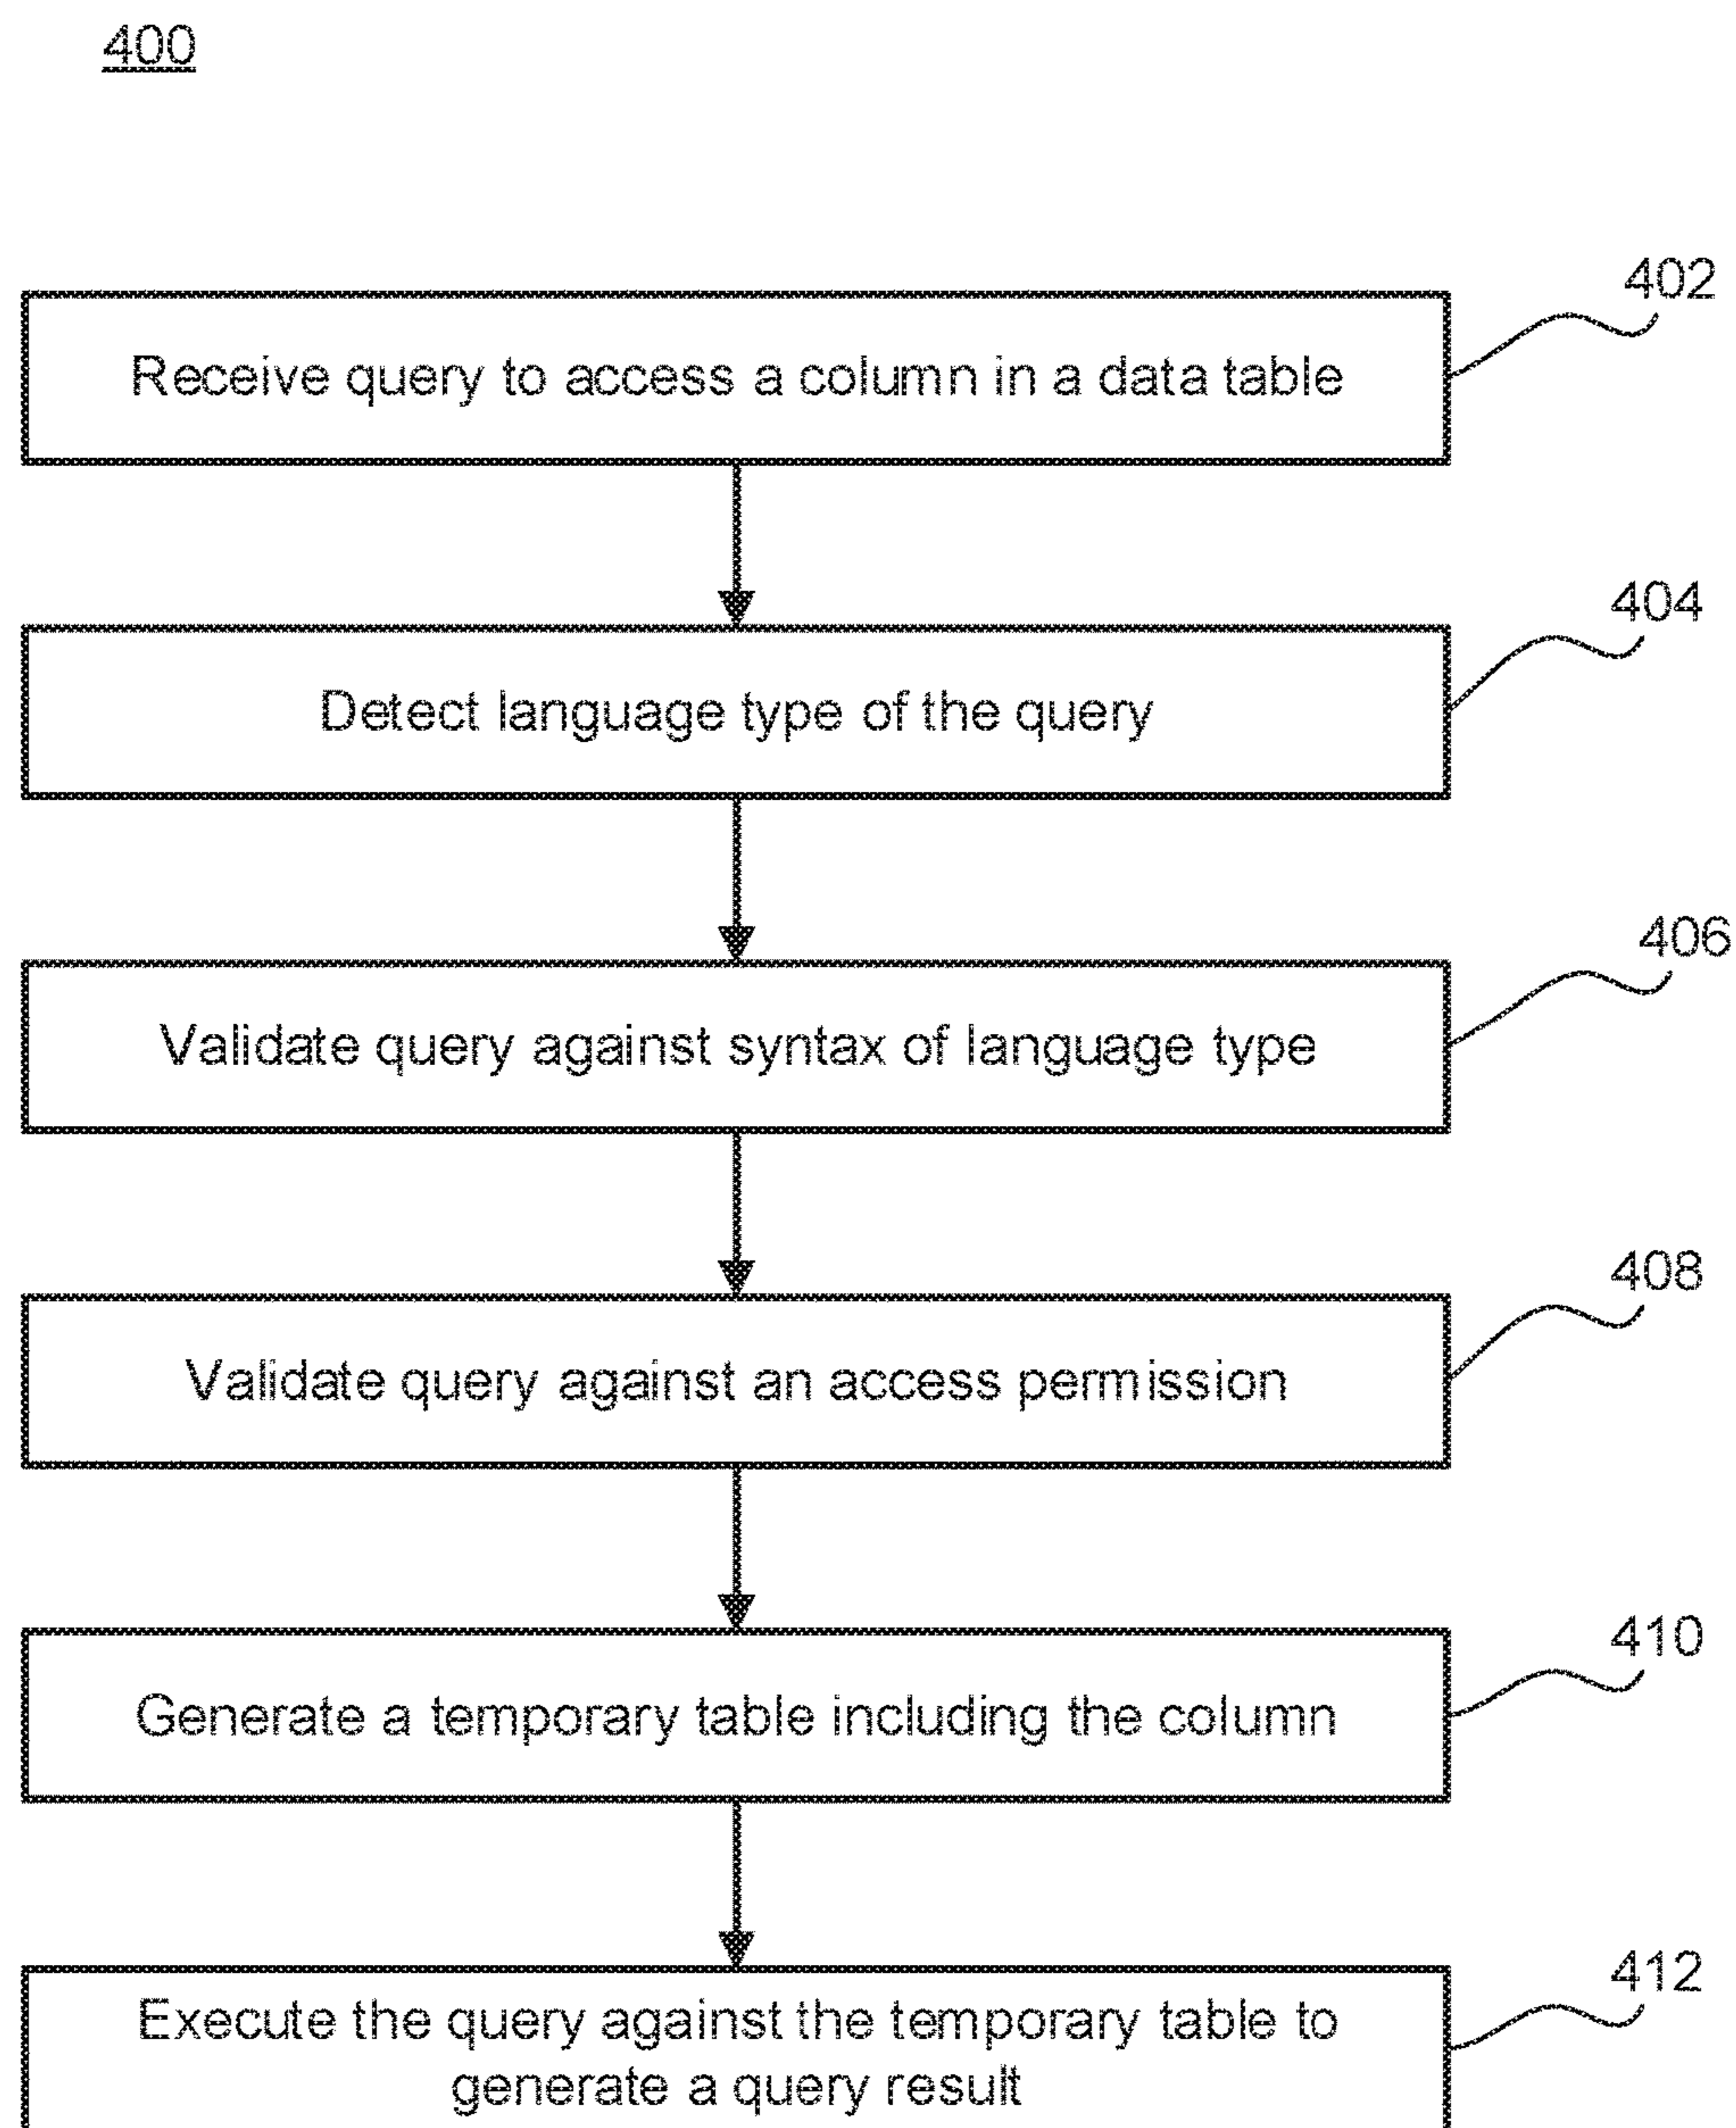 400
402
Receive query to access a column in a data table
404
Detect language type of the query
406
Validate query against syntax of language type
408
Validate query against an access permission
410
Generate a temporary table including the column
412
Execute the query against the temporary table to
generate a query result